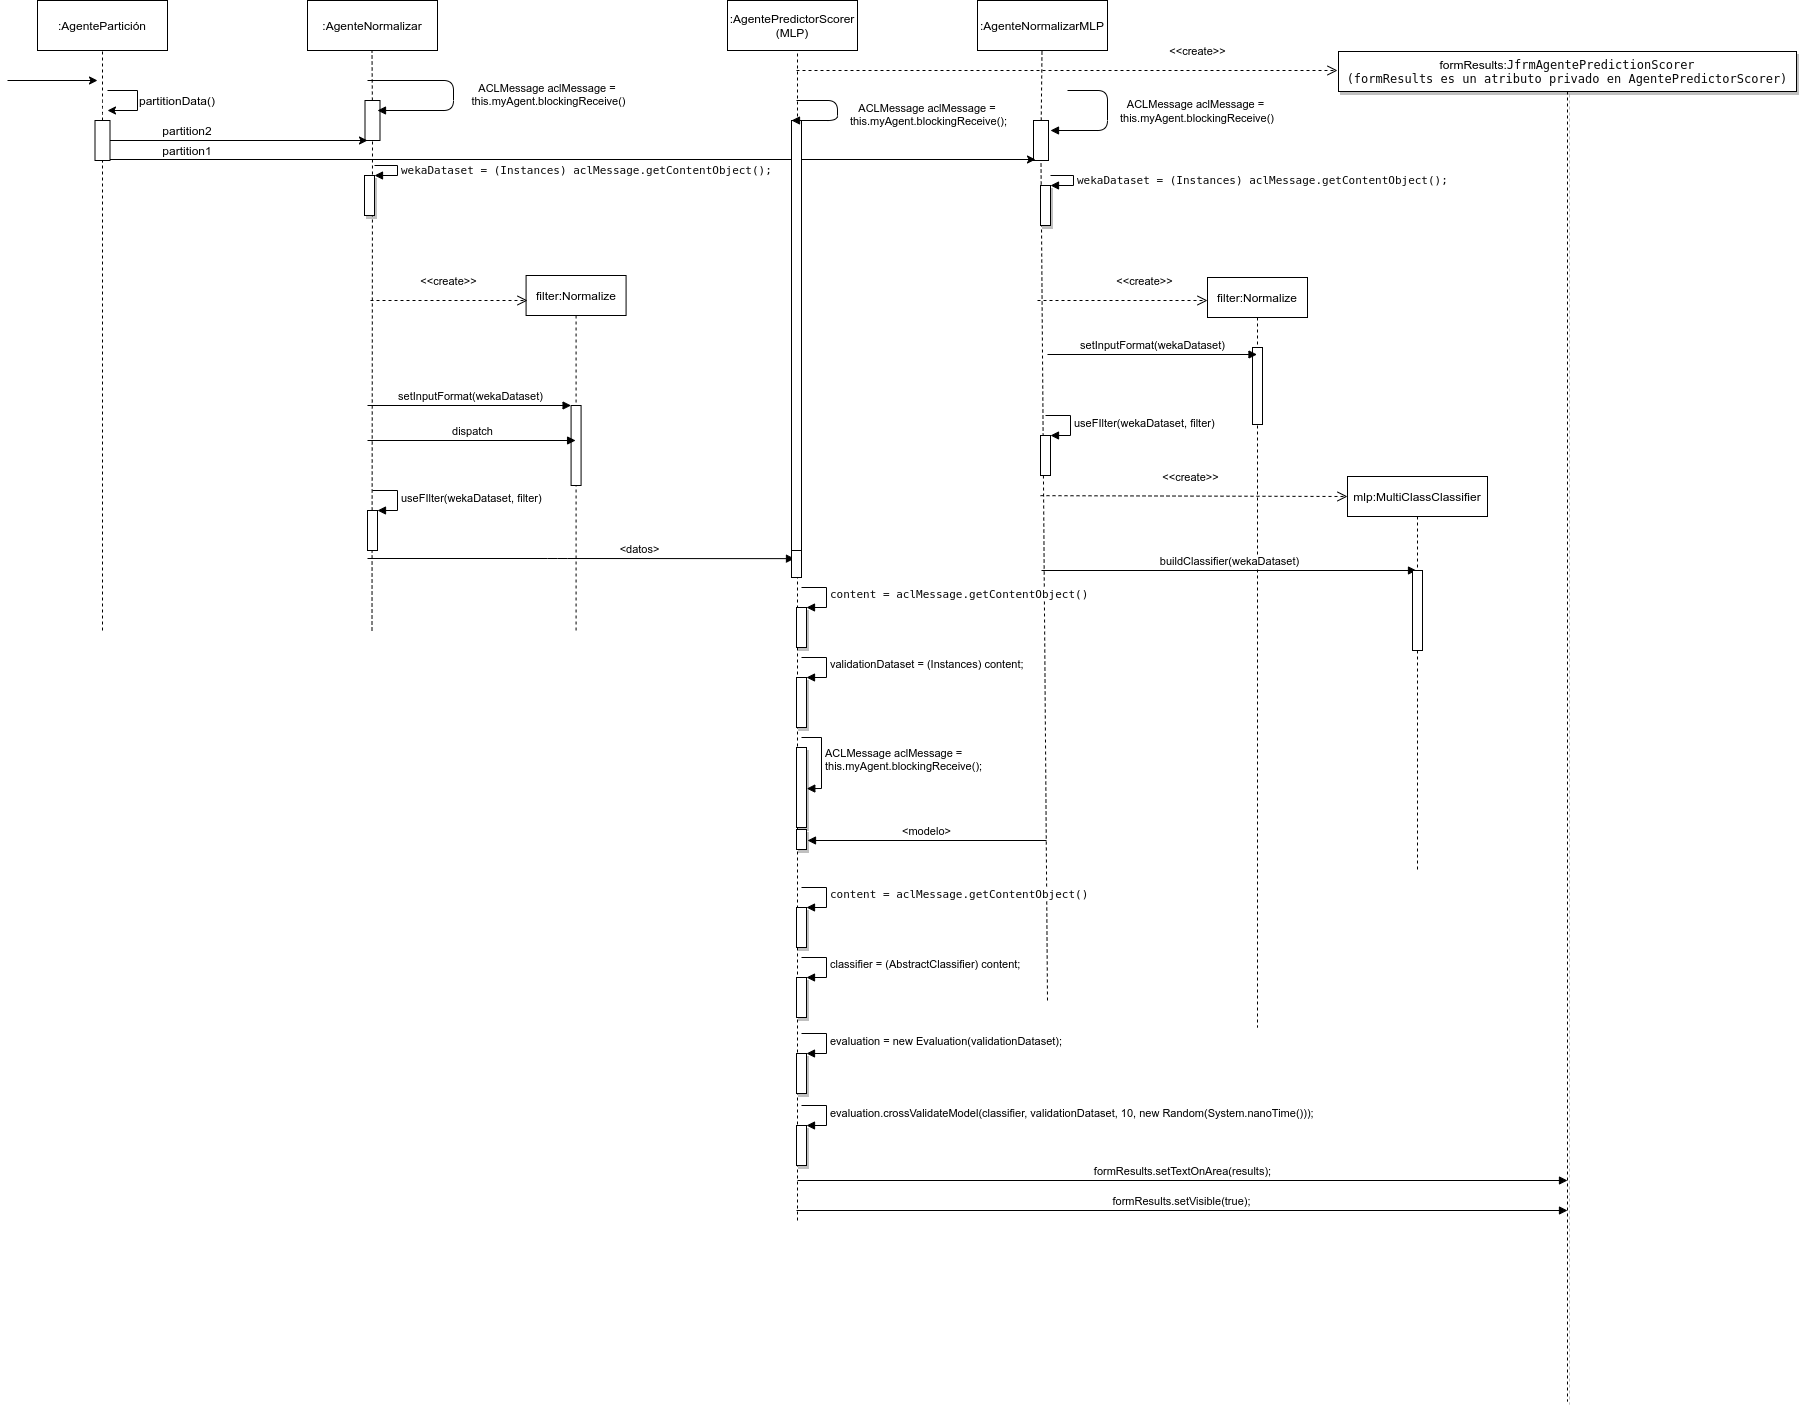 :AgentePartición
:AgenteNormalizar
:AgentePredictorScorer
(MLP)
:AgenteNormalizarMLP
<<create>>
formResults:JfrmAgentePredictionScorer
(formResults es un atributo privado en AgentePredictorScorer)
partitionData()
ACLMessage aclMessage =
this.myAgent.blockingReceive()
ACLMessage aclMessage =
this.myAgent.blockingReceive();
ACLMessage aclMessage =
this.myAgent.blockingReceive()
partition2
partition1
wekaDataset = (Instances) aclMessage.getContentObject();
wekaDataset = (Instances) aclMessage.getContentObject();
<<create>>
filter:Normalize
<<create>>
filter:Normalize
setInputFormat(wekaDataset)
setInputFormat(wekaDataset)
dispatch
useFIlter(wekaDataset, filter)
<<create>>
mlp:MultiClassClassifier
useFIlter(wekaDataset, filter)
<datos>
buildClassifier(wekaDataset)
content = aclMessage.getContentObject()
validationDataset = (Instances) content;
ACLMessage aclMessage =
this.myAgent.blockingReceive();
<modelo>
content = aclMessage.getContentObject()
classifier = (AbstractClassifier) content;
evaluation = new Evaluation(validationDataset);
evaluation.crossValidateModel(classifier, validationDataset, 10, new Random(System.nanoTime()));
formResults.setTextOnArea(results);
formResults.setVisible(true);